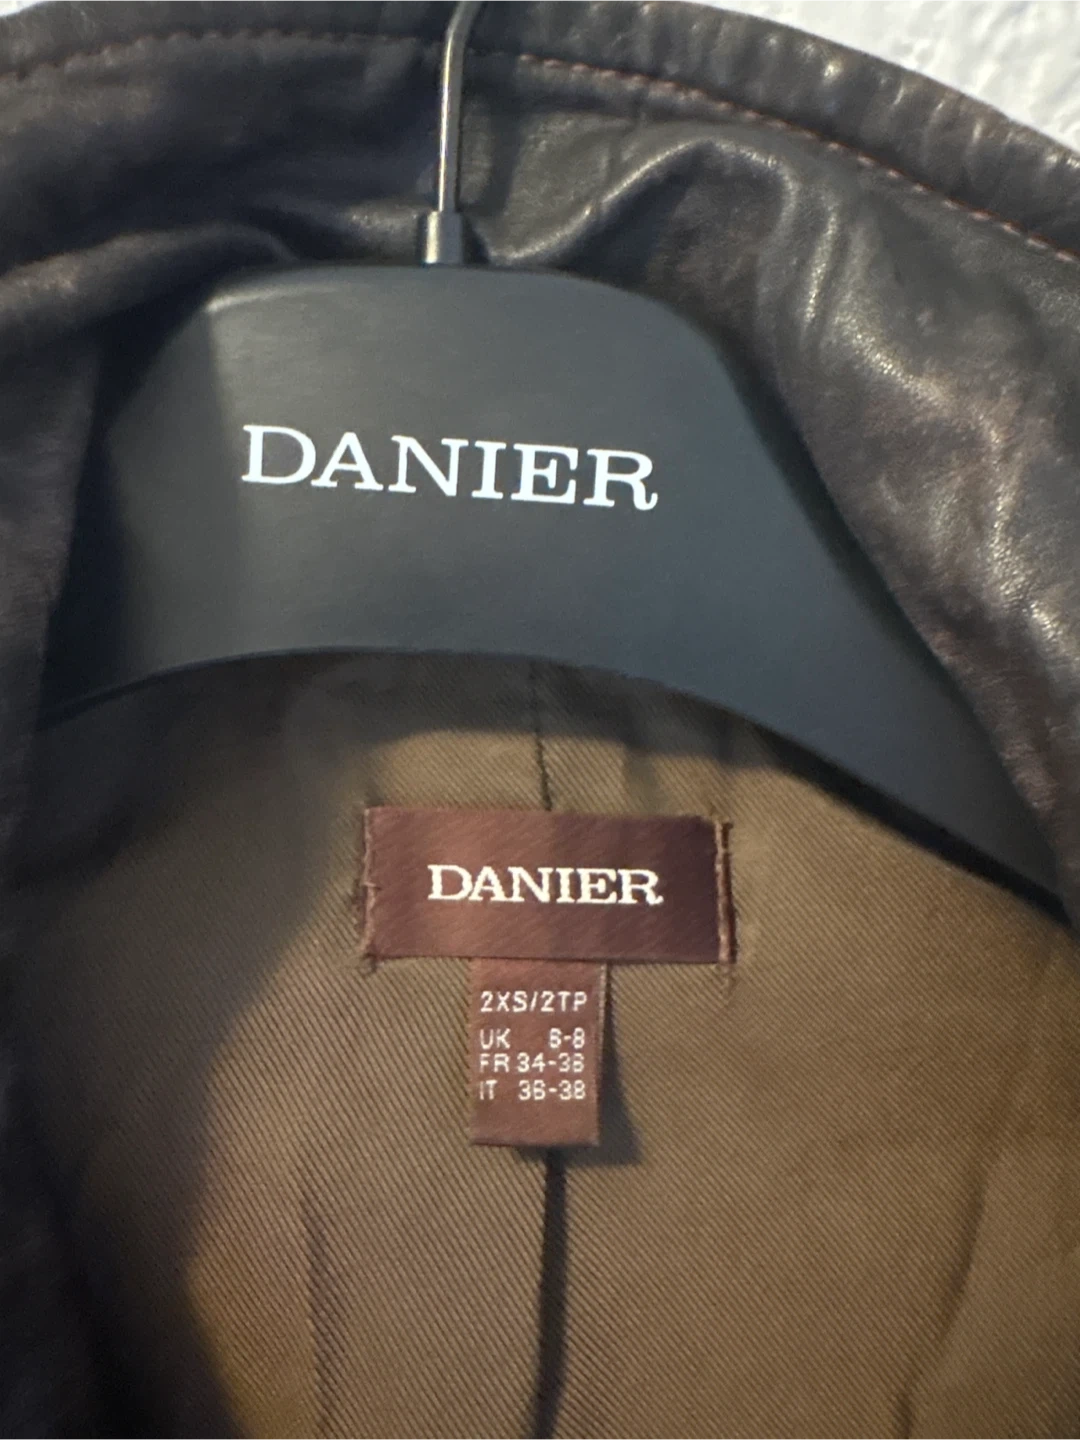 DANIER
DANIER
2XS/2TP
UK 6-8
FR 34-36
IT 36-38